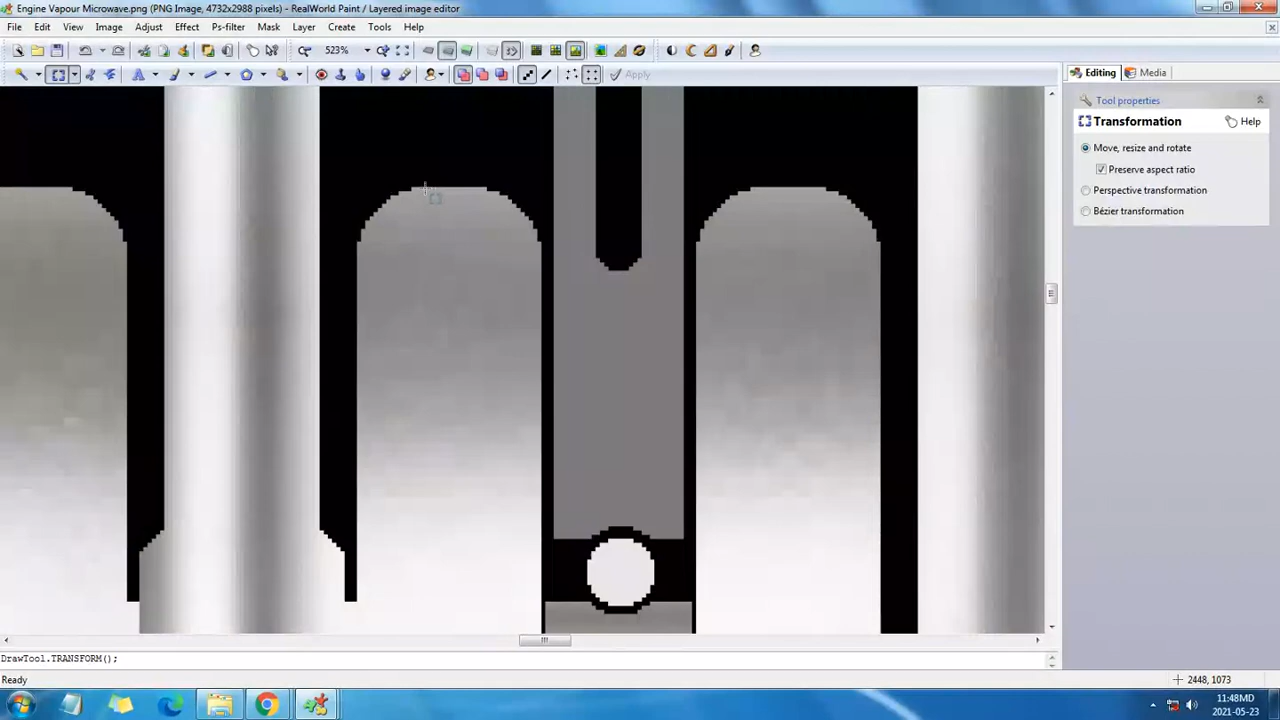 Engine Vapour Microwave.png (PNG Image, 4732x2988 pixels) - RealWorld Paint / Layered image editor
File Edit View Image Adjust Effect Ps-filter Mask Layer Create Tools Help
523%
Apply
Editing Media
Tool properties
Transformation Help
Move, resize and rotate
Preserve aspect ratio
Perspective transformation
Bézier transformation
DrawTool.TRANSFORM();
Ready 2448, 1073
11:48MD
2021-05-23